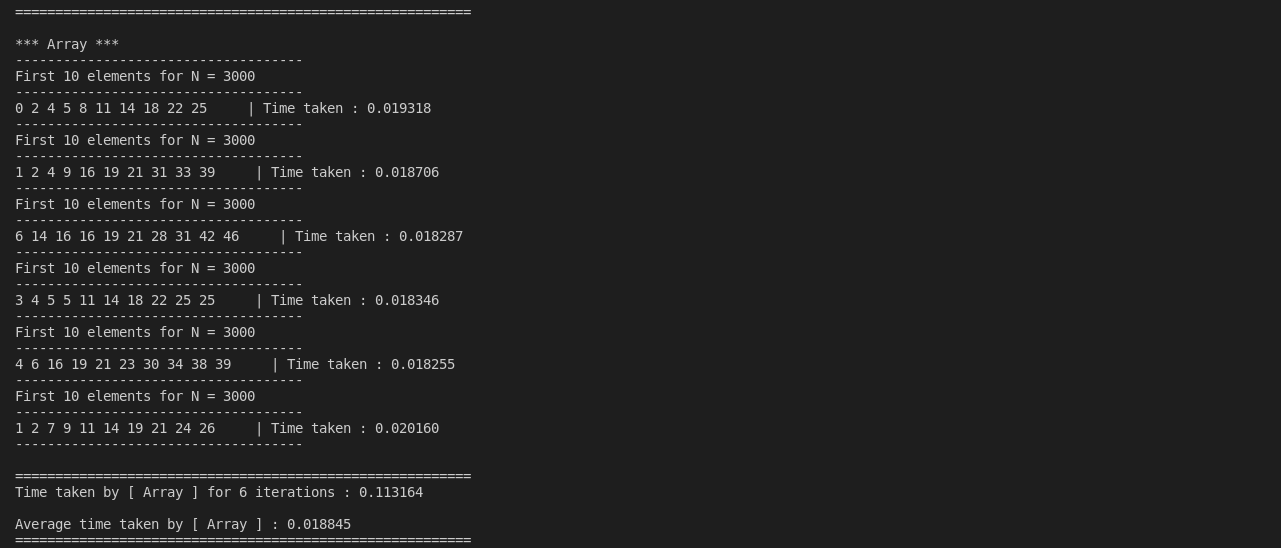 =========================================================
*** Array ***
------------------------------------
First 10 elements for N = 3000
------------------------------------
0 2 4 5 8 11 14 18 22 25     | Time taken : 0.019318
------------------------------------
First 10 elements for N = 3000
------------------------------------
1 2 4 9 16 19 21 31 33 39     | Time taken : 0.018706
------------------------------------
First 10 elements for N = 3000
------------------------------------
6 14 16 16 19 21 28 31 42 46     | Time taken : 0.018287
------------------------------------
First 10 elements for N = 3000
------------------------------------
3 4 5 5 11 14 18 22 25 25     | Time taken : 0.018346
------------------------------------
First 10 elements for N = 3000
------------------------------------
4 6 16 19 21 23 30 34 38 39     | Time taken : 0.018255
------------------------------------
First 10 elements for N = 3000
------------------------------------
1 2 7 9 11 14 19 21 24 26     | Time taken : 0.020160
------------------------------------
=========================================================
Time taken by [ Array ] for 6 iterations : 0.113164
Average time taken by [ Array ] : 0.018845
=========================================================